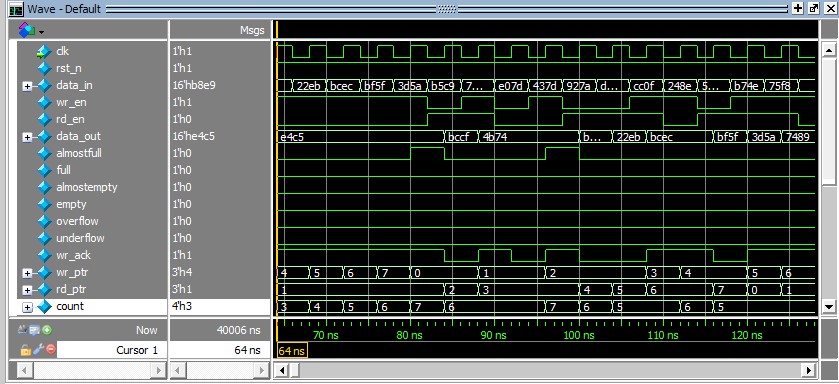 Wave - Default
Msgs
clk 1'h1
rst_n 1'h1
data_in 16'hb8e9 22eb bcec bf5f 3d5a b5c9 7... e07d 437d 927a d... cc0f 248e 5... b74e 75f8
wr_en 1'h1
rd_en 1'h0
data_out 16'he4c5 e4c5 bccf 4b74 b... 22eb bcec bf5f 3d5a 7489
almostfull 1'h0
full 1'h0
almostempty 1'h0
empty 1'h0
overflow 1'h0
underflow 1'h0
wr_ack 1'h1
wr_ptr 3'h4 4 5 6 7 0 1 2 3 4 5 6
rd_ptr 3'h1 1 2 3 4 5 6 7 0 1
count 4'h3 3 4 5 6 7 6 7 6 5 6 5
Now 40006 ns 70 ns 80 ns 90 ns 100 ns 110 ns 120 ns
Cursor 1 64 ns 64 ns